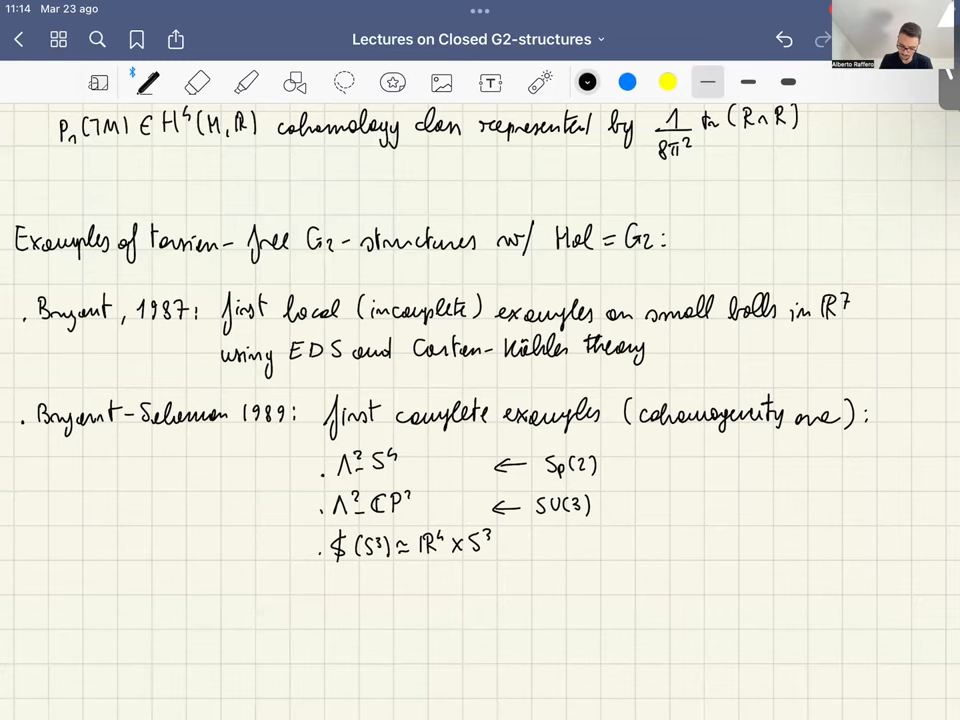 11:14 Mar 23 ago
Lectures on Closed G2-structures
Alberto Raffero
P₁(TM) ∈ H⁴(M,ℝ) cohomology class represented by 1/8π² tr(R∧R)
Examples of torsion-free G₂-structures w/ Hol = G₂:
. Bryant, 1987: first local (incomplete) examples on small balls in ℝ⁷
using EDS and Cartan-Kähler theory
. Bryant-Salamon 1989: first complete examples (cohomogeneity one):
. Λ²₋ S⁴ ← Sp(2)
. Λ²₋ ℂP² ← SU(3)
. $(S³) ≃ ℝ⁴ × S³